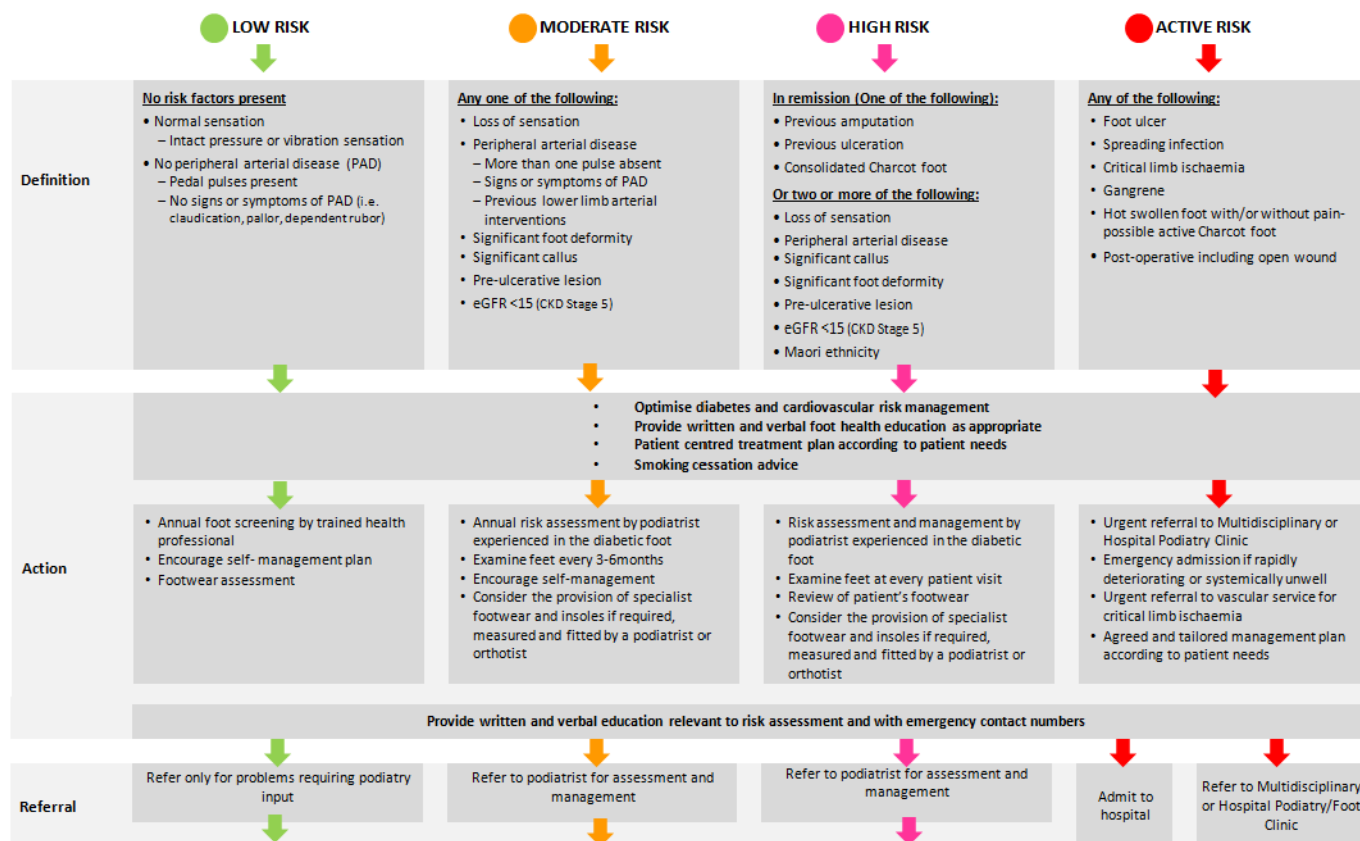 LOW RISK
MODERATE RISK
HIGH RISK
ACTIVE RISK
Definition
No risk factors present
• Normal sensation
– Intact pressure or vibration sensation
• No peripheral arterial disease (PAD)
– Pedal pulses present
– No signs or symptoms of PAD (i.e.
claudication, pallor, dependent rubor)
Any one of the following:
• Loss of sensation
• Peripheral arterial disease
– More than one pulse absent
– Signs or symptoms of PAD
– Previous lower limb arterial
interventions
• Significant foot deformity
• Significant callus
• Pre-ulcerative lesion
• eGFR <15 (CKD Stage 5)
In remission (One of the following):
• Previous amputation
• Previous ulceration
• Consolidated Charcot foot
Or two or more of the following:
• Loss of sensation
• Peripheral arterial disease
• Significant callus
• Significant foot deformity
• Pre-ulcerative lesion
• eGFR <15 (CKD Stage 5)
• Maori ethnicity
Any of the following:
• Foot ulcer
• Spreading infection
• Critical limb ischaemia
• Gangrene
• Hot swollen foot with/or without pain-
possible active Charcot foot
• Post-operative including open wound
Action
• Optimise diabetes and cardiovascular risk management
• Provide written and verbal foot health education as appropriate
• Patient centred treatment plan according to patient needs
• Smoking cessation advice
• Annual foot screening by trained health
professional
• Encourage self- management plan
• Footwear assessment
• Annual risk assessment by podiatrist
experienced in the diabetic foot
• Examine feet every 3-6months
• Encourage self-management
• Consider the provision of specialist
footwear and insoles if required,
measured and fitted by a podiatrist or
orthotist
• Risk assessment and management by
podiatrist experienced in the diabetic
foot
• Examine feet at every patient visit
• Review of patient's footwear
• Consider the provision of specialist
footwear and insoles if required,
measured and fitted by a podiatrist or
orthotist
• Urgent referral to Multidisciplinary or
Hospital Podiatry Clinic
• Emergency admission if rapidly
deteriorating or systemically unwell
• Urgent referral to vascular service for
critical limb ischaemia
• Agreed and tailored management plan
according to patient needs
Provide written and verbal education relevant to risk assessment and with emergency contact numbers
Referral
Refer only for problems requiring podiatry
input
Refer to podiatrist for assessment and
management
Refer to podiatrist for assessment and
management
Admit to
hospital
Refer to Multidisciplinary
or Hospital Podiatry/Foot
Clinic